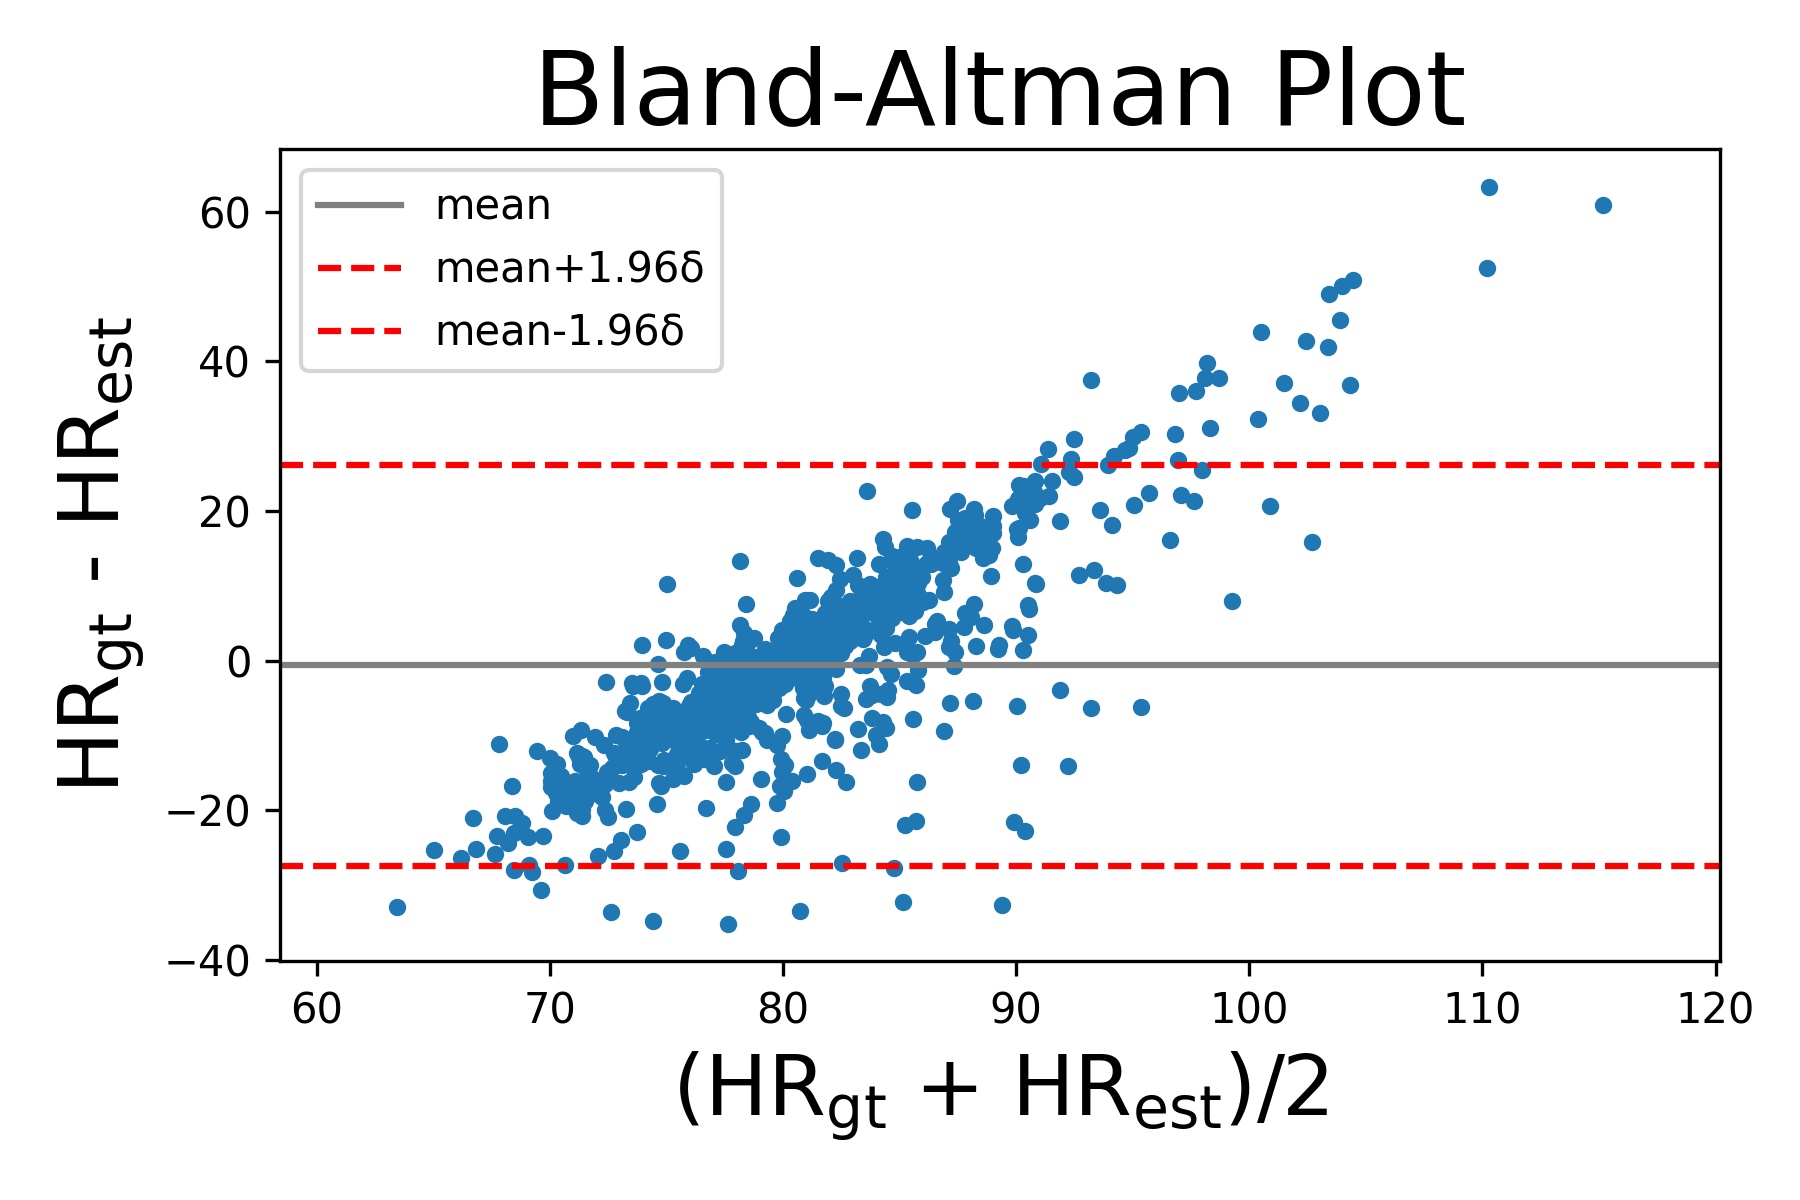 Bland-Altman Plot
mean
mean+1.96δ
mean-1.96δ
HRgt - HRest
60
40
20
0
−20
−40
60 70 80 90 100 110 120
(HRgt + HRest)/2